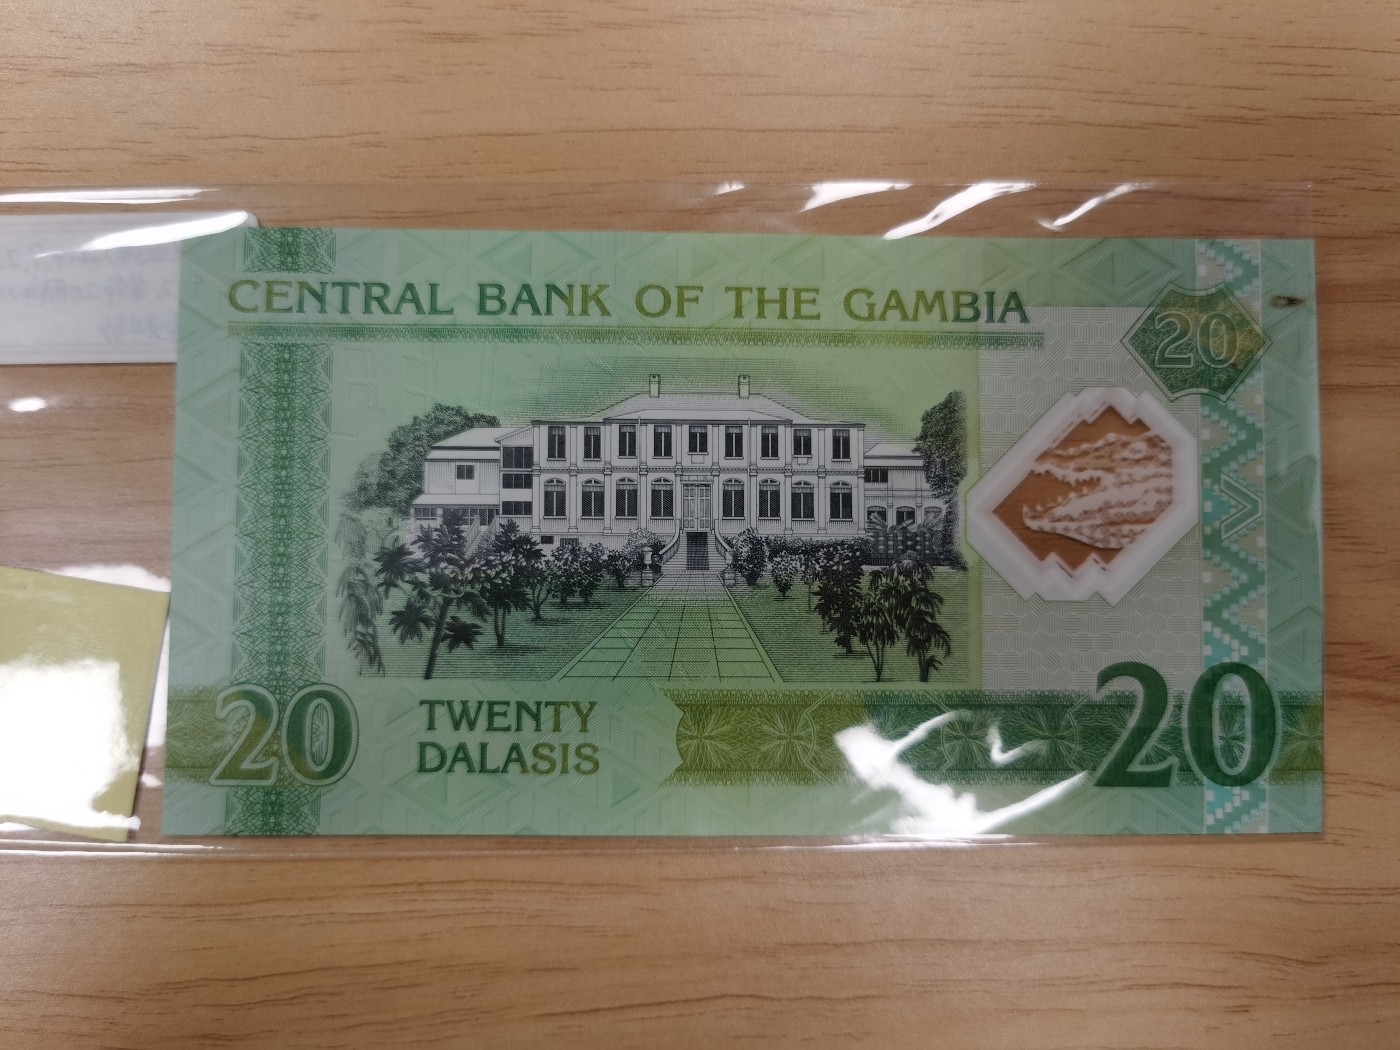 CENTRAL BANK OF THE GAMBIA
20
20
TWENTY
DALASIS
20